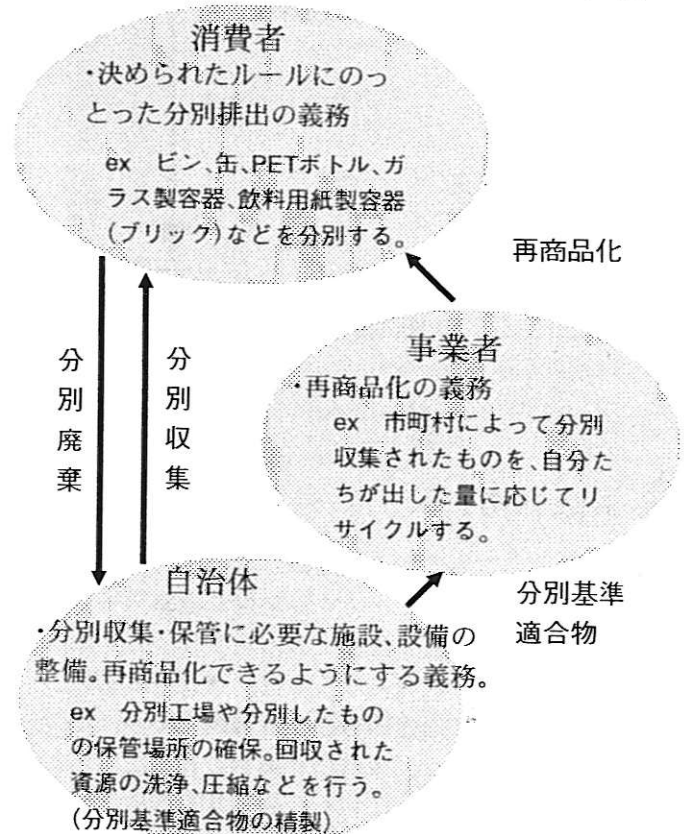 消費者
・決められたルールにのっ
とった分別排出の義務
ex　ビン、缶、PETボトル、ガ
ラス製容器、飲料用紙製容器
(ブリック)などを分別する。
再商品化
事業者
・再商品化の義務
ex　市町村によって分別
収集されたものを、自分た
ちが出した量に応じてリ
サイクルする。
分別廃棄
分別収集
自治体
・分別収集・保管に必要な施設、設備の
整備。再商品化できるようにする義務。
ex　分別工場や分別したもの
の保管場所の確保。回収された
資源の洗浄、圧縮などを行う。
(分別基準適合物の精製)
分別基準
適合物